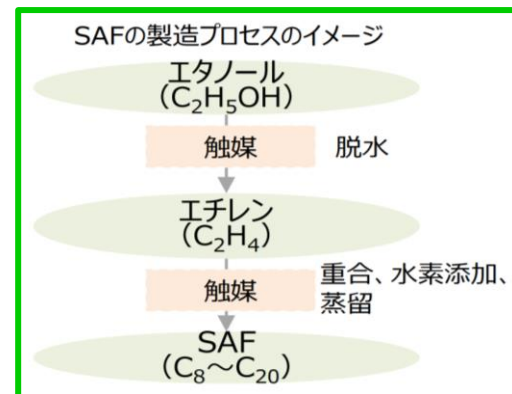 SAFの製造プロセスのイメージ
エタノール
(C₂H₅OH)
触媒 脱水
エチレン
(C₂H₄)
触媒 重合、水素添加、
蒸留
SAF
(C₈～C₂₀)